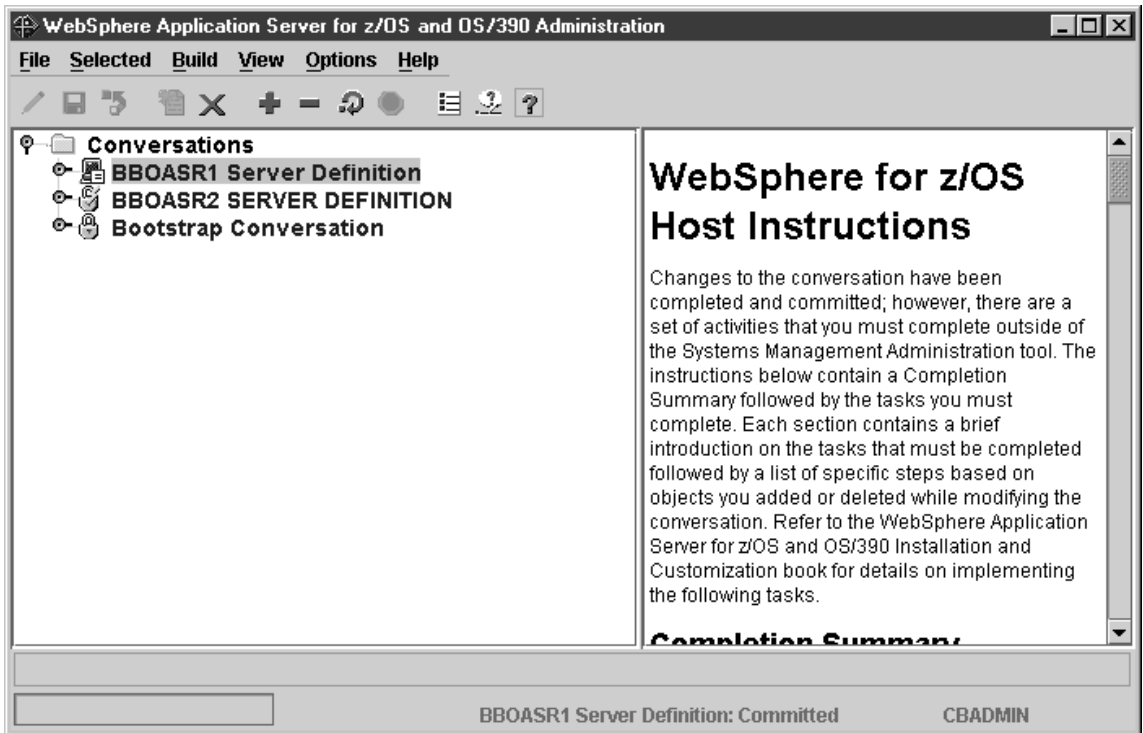 WebSphere Application Server for z/OS and OS/390 Administration
File Selected Build View Options Help
Conversations
BBOASR1 Server Definition
BBOASR2 SERVER DEFINITION
Bootstrap Conversation
WebSphere for z/OS
Host Instructions
Changes to the conversation have been
completed and committed; however, there are a
set of activities that you must complete outside of
the Systems Management Administration tool. The
instructions below contain a Completion
Summary followed by the tasks you must
complete. Each section contains a brief
introduction on the tasks that must be completed
followed by a list of specific steps based on
objects you added or deleted while modifying the
conversation. Refer to the WebSphere Application
Server for z/OS and OS/390 Installation and
Customization book for details on implementing
the following tasks.
Completion Summary
BBOASR1 Server Definition: Committed CBADMIN